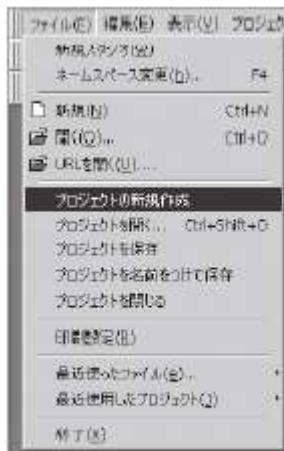 ファイル(F) 編集(E) 表示(V) プロジェク
新規スタジオ(W)
ネームスペース変更(h)... F4
新規(N) Ctrl+N
開く(O)... Ctrl+O
URLを開く(U)....
プロジェクトの新規作成
プロジェクトを開く... Ctrl+Shift+O
プロジェクトを保存
プロジェクトを名前をつけて保存
プロジェクトを閉じる
印刷設定(R)
最近使ったファイル(e)...
最近使用したプロジェクト(J)
終了(X)